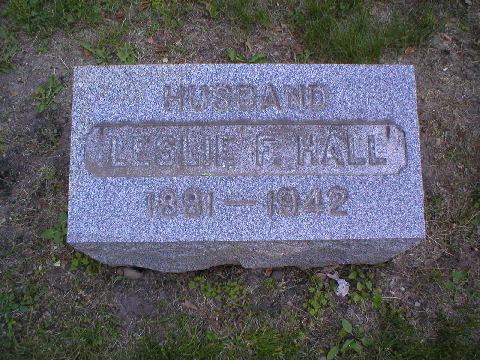 HUSBAND
LESLIE F. HALL
1881 — 1942